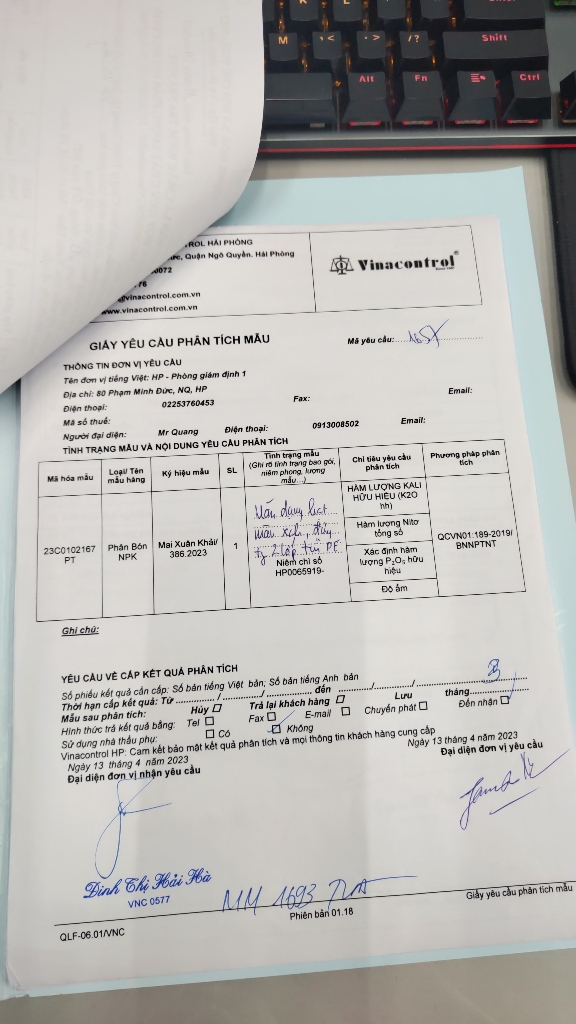 K L
M < > /? Shift
Alt Fn Ctrl
ROL HẢI PHÒNG
Quận Ngô Quyền. Hải Phòng
0072
76
@vinacontrol.com.vn
www.vinacontrol.com.vn
Vinacontrol®
GIẤY YÊU CẦU PHÂN TÍCH MẪU
Mã yêu cầu:
THÔNG TIN ĐƠN VỊ YÊU CẦU
Tên đơn vị tiếng Việt: HP - Phòng giám định 1
Địa chỉ: 80 Phạm Minh Đức, NQ, HP
Điện thoại: 02253760453 Fax: Email:
Mã số thuế:
Người đại diện: Mr Quang Điện thoại: 0913008502 Email:
TÌNH TRẠNG MẪU VÀ NỘI DUNG YÊU CẦU PHÂN TÍCH
Mã hóa mẫu
Loại/ Tên mẫu hàng
Ký hiệu mẫu
SL
Tình trạng mẫu
(Ghi rõ tình trạng bao gói, niêm phong, lượng mẫu...)
Chỉ tiêu yêu cầu phân tích
Phương pháp phân tích
23C0102167
PT
Phân Bón
NPK
Mai Xuân Khải/
386.2023
1
Niêm chì số
HP0065919-
HÀM LƯỢNG KALI
HỮU HIỆU (K2O
hh)
Hàm lượng Nitơ
tổng số
Xác định hàm
lượng P₂O₅ hữu
hiệu
Độ ẩm
QCVN01:189-2019/
BNNPTNT
Ghi chú:
YÊU CẦU VỀ CẤP KẾT QUẢ PHÂN TÍCH
Số phiếu kết quả cần cấp: Số bản tiếng Việt bản; Số bản tiếng Anh bản
Thời hạn cấp kết quả: Từ ....../....../...... đến ....../....../......
Mẫu sau phân tích: Hủy Trả lại khách hàng Lưu 3 tháng
Hình thức trả kết quả bằng: Tel Fax E-mail Chuyển phát Đến nhận
Sử dụng nhà thầu phụ: Có Không
Vinacontrol HP: Cam kết bảo mật kết quả phân tích và mọi thông tin khách hàng cung cấp
Ngày 13 tháng 4 năm 2023 Ngày 13 tháng 4 năm 2023
Đại diện đơn vị nhận yêu cầu Đại diện đơn vị yêu cầu
Đinh Thị Hải Hà
VNC 0577
MM 1693
QLF-06.01/VNC Phiên bản 01.18 Giấy yêu cầu phân tích mẫu